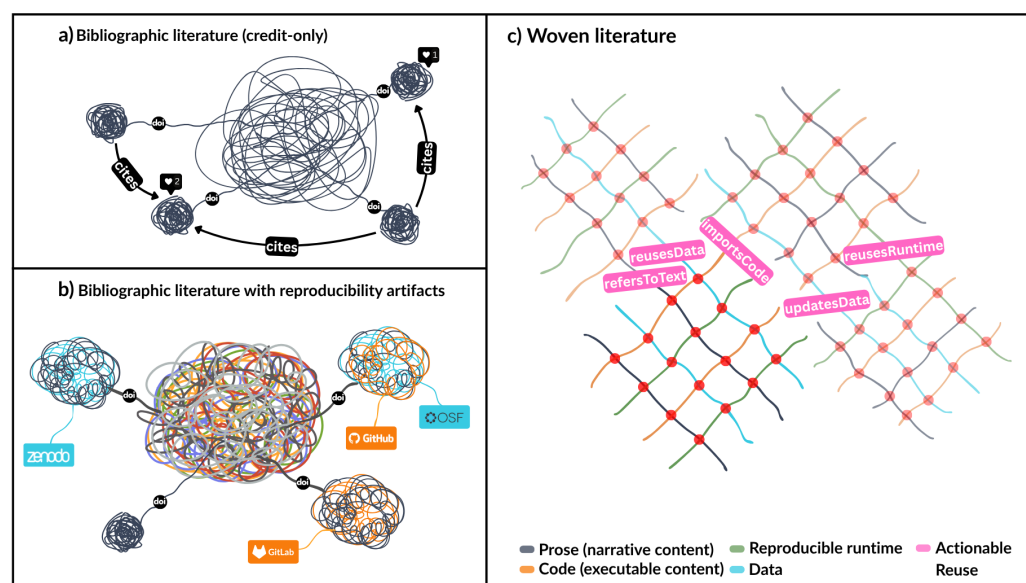 a) Bibliographic literature (credit-only)
1
doi
doi
cites
cites
2
doi
doi
cites
b) Bibliographic literature with reproducibility artifacts
doi
doi
zenodo
GitHub
OSF
doi
doi
GitLab
c) Woven literature
importsCode
reusesData
reusesRuntime
refersToText
updatesData
Prose (narrative content)
Reproducible runtime
Actionable
Reuse
Code (executable content)
Data